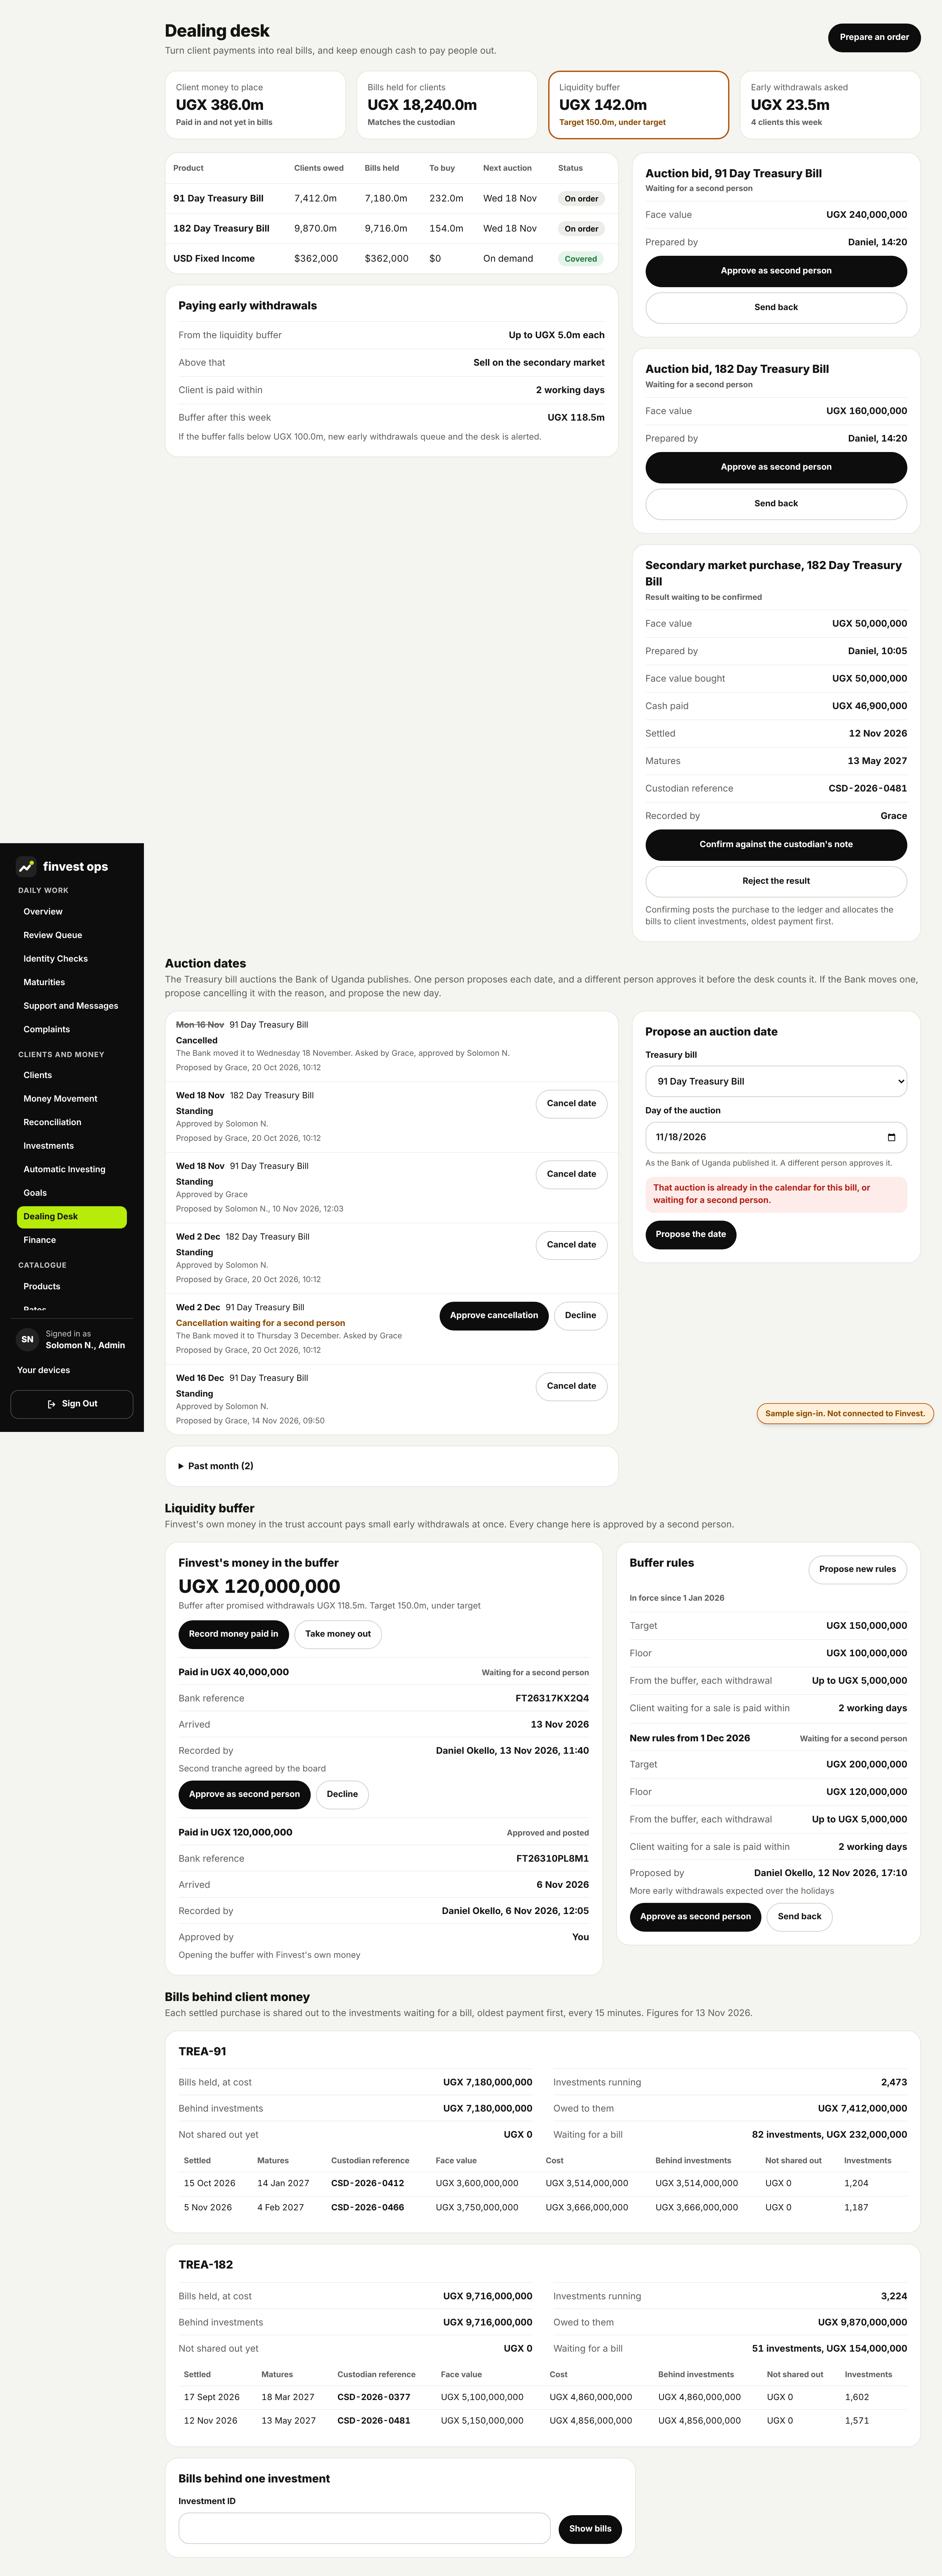 Dealing desk
Turn client payments into real bills, and keep enough cash to pay people out.
Prepare an order
Client money to place
UGX 386.0m
Paid in and not yet in bills
Bills held for clients
UGX 18,240.0m
Matches the custodian
Liquidity buffer
UGX 142.0m
Target 150.0m, under target
Early withdrawals asked
UGX 23.5m
4 clients this week
Product Clients owed Bills held To buy Next auction Status
91 Day Treasury Bill 7,412.0m 7,180.0m 232.0m Wed 18 Nov On order
182 Day Treasury Bill 9,870.0m 9,716.0m 154.0m Wed 18 Nov On order
USD Fixed Income $362,000 $362,000 $0 On demand Covered
Paying early withdrawals
From the liquidity buffer Up to UGX 5.0m each
Above that Sell on the secondary market
Client is paid within 2 working days
Buffer after this week UGX 118.5m
If the buffer falls below UGX 100.0m, new early withdrawals queue and the desk is alerted.
Auction bid, 91 Day Treasury Bill
Waiting for a second person
Face value UGX 240,000,000
Prepared by Daniel, 14:20
Approve as second person
Send back
Auction bid, 182 Day Treasury Bill
Waiting for a second person
Face value UGX 160,000,000
Prepared by Daniel, 14:20
Approve as second person
Send back
Secondary market purchase, 182 Day Treasury
Bill
Result waiting to be confirmed
Face value UGX 50,000,000
Prepared by Daniel, 10:05
Face value bought UGX 50,000,000
Cash paid UGX 46,900,000
Settled 12 Nov 2026
Matures 13 May 2027
Custodian reference CSD-2026-0481
Recorded by Grace
Confirm against the custodian's note
Reject the result
Confirming posts the purchase to the ledger and allocates the
bills to client investments, oldest payment first.
finvest ops
DAILY WORK
Overview
Review Queue
Identity Checks
Maturities
Support and Messages
Complaints
CLIENTS AND MONEY
Clients
Money Movement
Reconciliation
Investments
Automatic Investing
Goals
Dealing Desk
Finance
CATALOGUE
Products
Rates
SN
Signed in as
Solomon N., Admin
Your devices
Sign Out
Auction dates
The Treasury bill auctions the Bank of Uganda publishes. One person proposes each date, and a different person approves it before the desk counts it. If the Bank moves one,
propose cancelling it with the reason, and propose the new day.
Mon 16 Nov 91 Day Treasury Bill
Cancelled
The Bank moved it to Wednesday 18 November. Asked by Grace, approved by Solomon N.
Proposed by Grace, 20 Oct 2026, 10:12
Wed 18 Nov 182 Day Treasury Bill
Standing
Approved by Solomon N.
Proposed by Grace, 20 Oct 2026, 10:12
Cancel date
Wed 18 Nov 91 Day Treasury Bill
Standing
Approved by Grace
Proposed by Solomon N., 10 Nov 2026, 12:03
Cancel date
Wed 2 Dec 182 Day Treasury Bill
Standing
Approved by Solomon N.
Proposed by Grace, 20 Oct 2026, 10:12
Cancel date
Wed 2 Dec 91 Day Treasury Bill
Cancellation waiting for a second person
The Bank moved it to Thursday 3 December. Asked by Grace
Proposed by Grace, 20 Oct 2026, 10:12
Approve cancellation
Decline
Wed 16 Dec 91 Day Treasury Bill
Standing
Approved by Solomon N.
Proposed by Grace, 14 Nov 2026, 09:50
Cancel date
Past month (2)
Propose an auction date
Treasury bill
91 Day Treasury Bill
Day of the auction
11/18/2026
As the Bank of Uganda published it. A different person approves it.
That auction is already in the calendar for this bill, or
waiting for a second person.
Propose the date
Sample sign-in. Not connected to Finvest.
Liquidity buffer
Finvest's own money in the trust account pays small early withdrawals at once. Every change here is approved by a second person.
Finvest's money in the buffer
UGX 120,000,000
Buffer after promised withdrawals UGX 118.5m. Target 150.0m, under target
Record money paid in
Take money out
Paid in UGX 40,000,000 Waiting for a second person
Bank reference FT26317KX2Q4
Arrived 13 Nov 2026
Recorded by Daniel Okello, 13 Nov 2026, 11:40
Second tranche agreed by the board
Approve as second person
Decline
Paid in UGX 120,000,000 Approved and posted
Bank reference FT26310PL8M1
Arrived 6 Nov 2026
Recorded by Daniel Okello, 6 Nov 2026, 12:05
Approved by You
Opening the buffer with Finvest's own money
Buffer rules
Propose new rules
In force since 1 Jan 2026
Target UGX 150,000,000
Floor UGX 100,000,000
From the buffer, each withdrawal Up to UGX 5,000,000
Client waiting for a sale is paid within 2 working days
New rules from 1 Dec 2026 Waiting for a second person
Target UGX 200,000,000
Floor UGX 120,000,000
From the buffer, each withdrawal Up to UGX 5,000,000
Client waiting for a sale is paid within 2 working days
Proposed by Daniel Okello, 12 Nov 2026, 17:10
More early withdrawals expected over the holidays
Approve as second person
Send back
Bills behind client money
Each settled purchase is shared out to the investments waiting for a bill, oldest payment first, every 15 minutes. Figures for 13 Nov 2026.
TREA-91
Bills held, at cost UGX 7,180,000,000 Investments running 2,473
Behind investments UGX 7,180,000,000 Owed to them UGX 7,412,000,000
Not shared out yet UGX 0 Waiting for a bill 82 investments, UGX 232,000,000
Settled Matures Custodian reference Face value Cost Behind investments Not shared out Investments
15 Oct 2026 14 Jan 2027 CSD-2026-0412 UGX 3,600,000,000 UGX 3,514,000,000 UGX 3,514,000,000 UGX 0 1,204
5 Nov 2026 4 Feb 2027 CSD-2026-0466 UGX 3,750,000,000 UGX 3,666,000,000 UGX 3,666,000,000 UGX 0 1,187
TREA-182
Bills held, at cost UGX 9,716,000,000 Investments running 3,224
Behind investments UGX 9,716,000,000 Owed to them UGX 9,870,000,000
Not shared out yet UGX 0 Waiting for a bill 51 investments, UGX 154,000,000
Settled Matures Custodian reference Face value Cost Behind investments Not shared out Investments
17 Sept 2026 18 Mar 2027 CSD-2026-0377 UGX 5,100,000,000 UGX 4,860,000,000 UGX 4,860,000,000 UGX 0 1,602
12 Nov 2026 13 May 2027 CSD-2026-0481 UGX 5,150,000,000 UGX 4,856,000,000 UGX 4,856,000,000 UGX 0 1,571
Bills behind one investment
Investment ID
Show bills